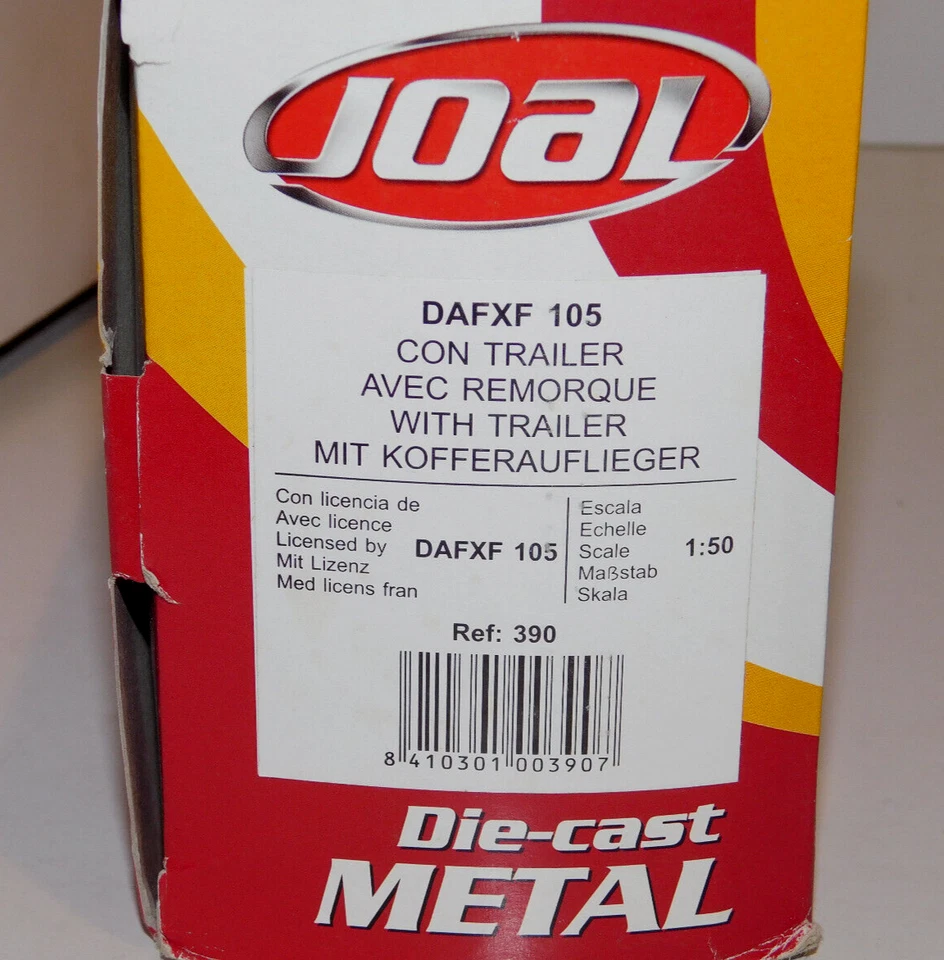 JOAL
DAFXF 105
CON TRAILER
AVEC REMORQUE
WITH TRAILER
MIT KOFFERAUFLIEGER
Con licencia de
Avec licence
Licensed by
Mit Lizenz
Med licens fran
DAFXF 105
Escala
Echelle
Scale
Maßstab
Skala
1:50
Ref: 390
8 410301 003907
Die-cast
METAL